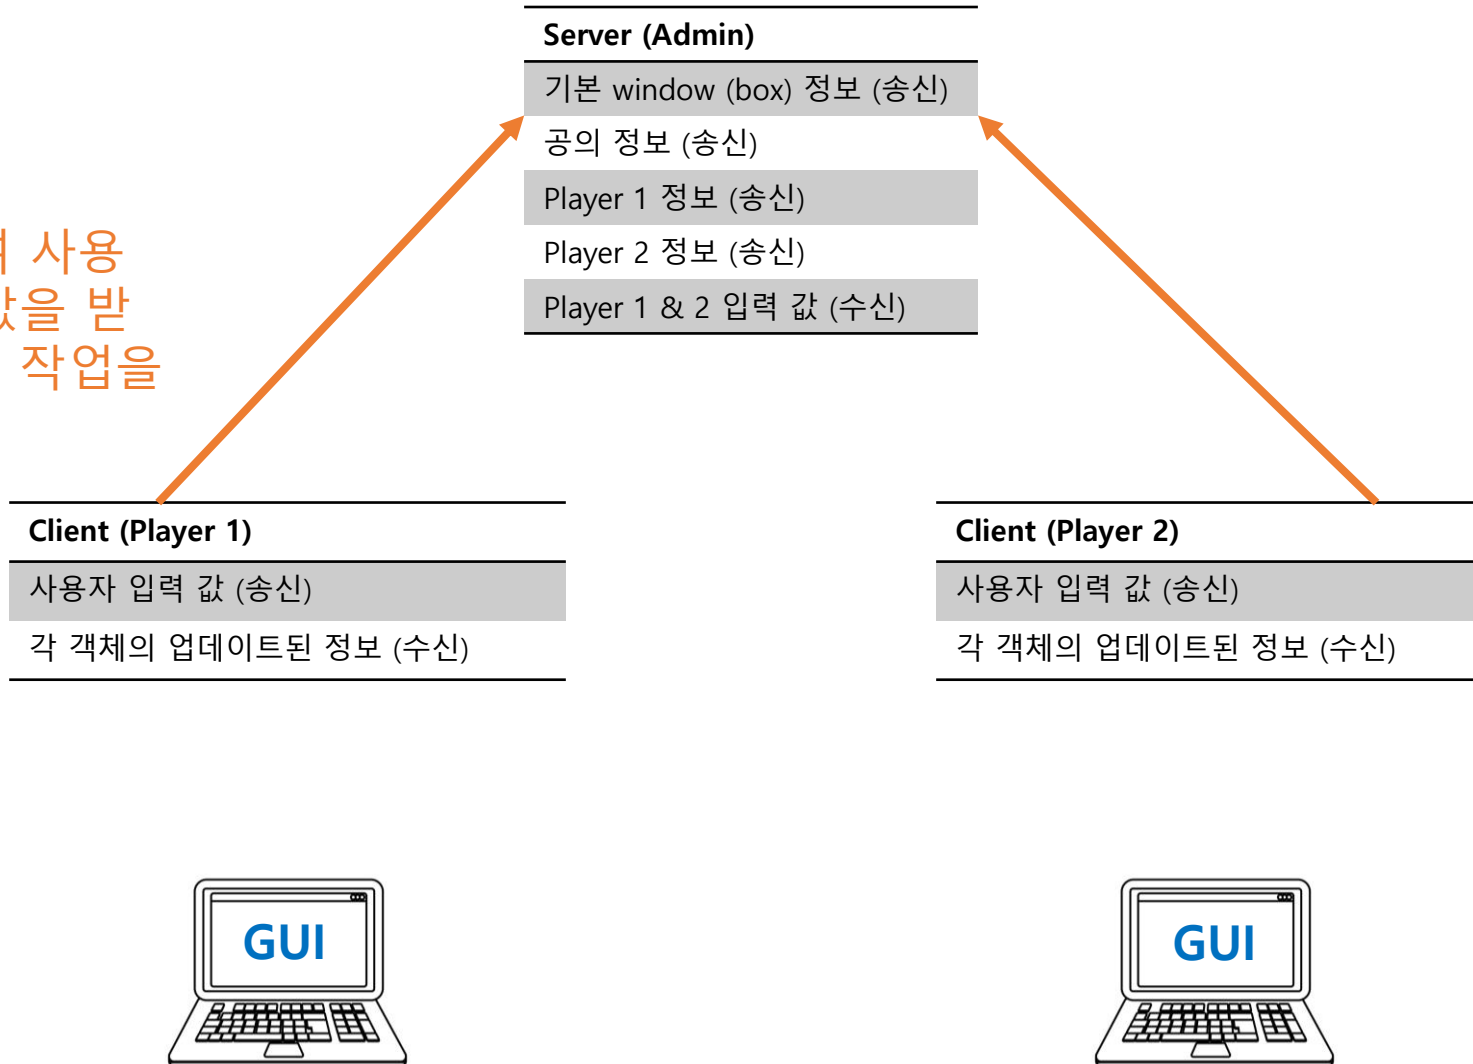 Server (Admin)
기본 window (box) 정보 (송신)
공의 정보 (송신)
Player 1 정보 (송신)
Player 2 정보 (송신)
Player 1 & 2 입력 값 (수신)
사용
값을 받
작업을
Client (Player 1)
사용자 입력 값 (송신)
각 객체의 업데이트된 정보 (수신)
Client (Player 2)
사용자 입력 값 (송신)
각 객체의 업데이트된 정보 (수신)
GUI
GUI